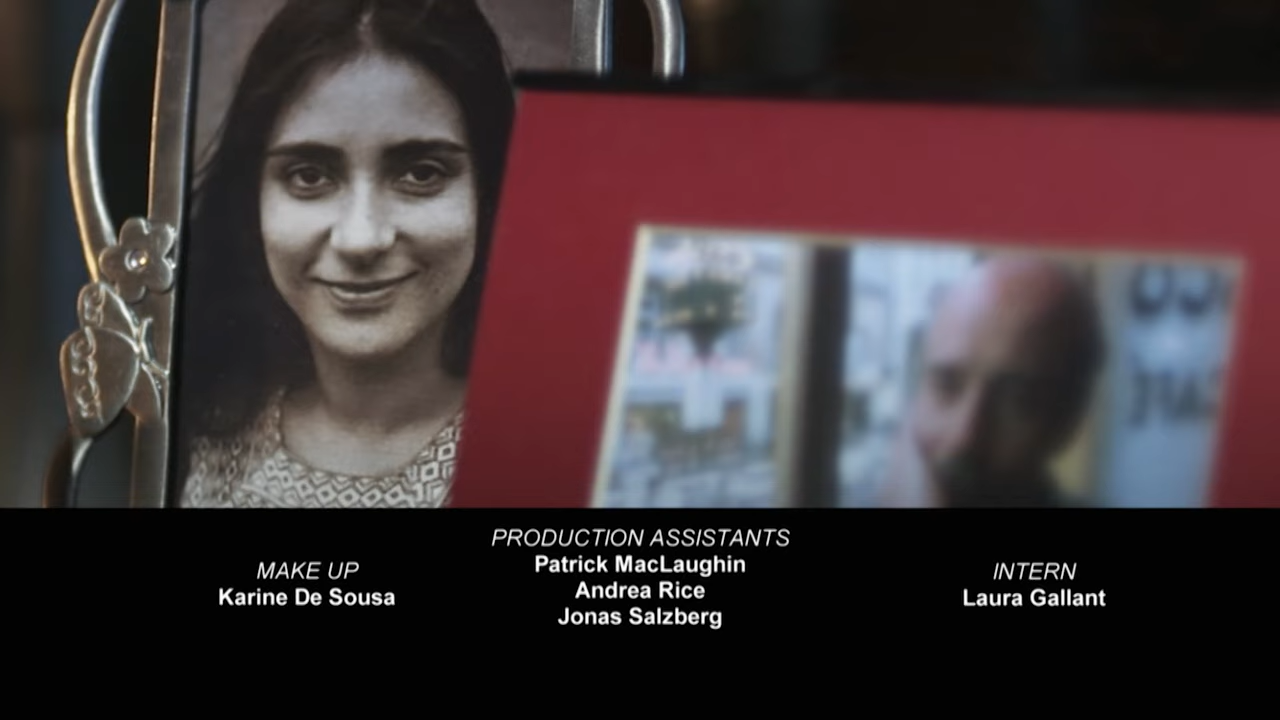 MAKE UP
Karine De Sousa
PRODUCTION ASSISTANTS
Patrick MacLaughin
Andrea Rice
Jonas Salzberg
INTERN
Laura Gallant